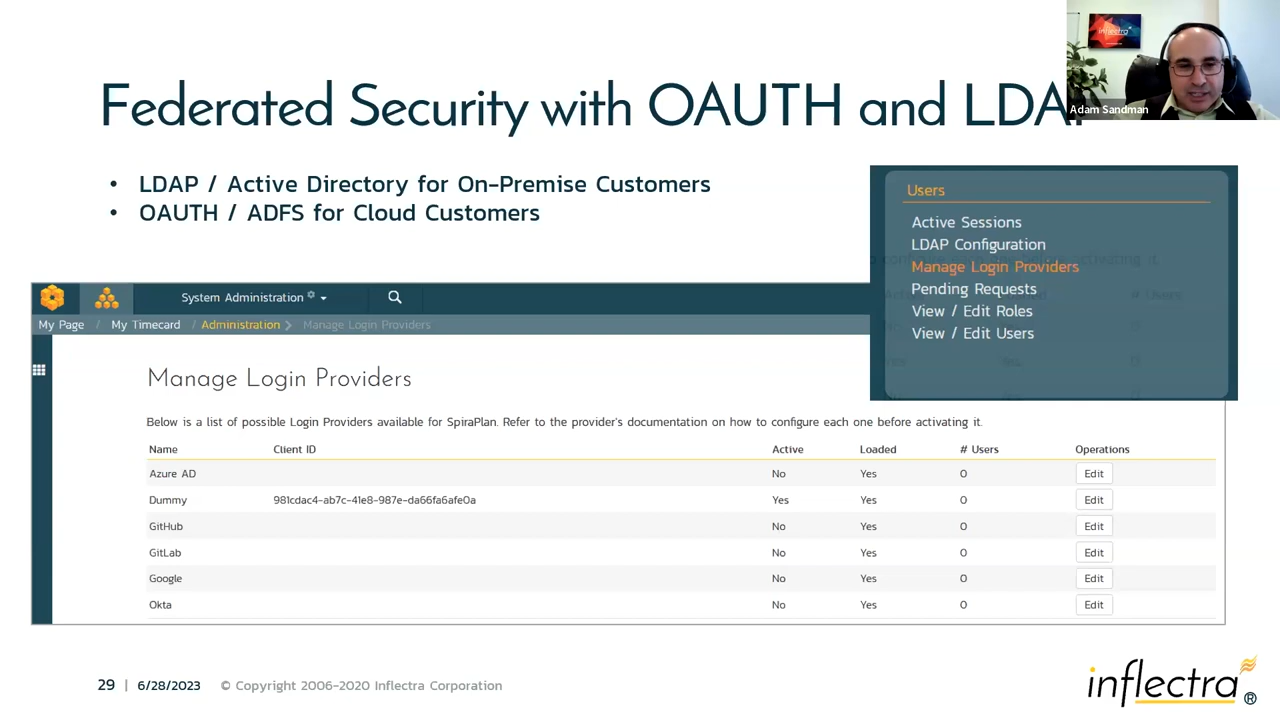 inflectra
Adam Sandman
Federated Security with OAUTH and LDAP
• LDAP / Active Directory for On-Premise Customers
• OAUTH / ADFS for Cloud Customers
Users
Active Sessions
LDAP Configuration
Manage Login Providers
Pending Requests
View / Edit Roles
View / Edit Users
System Administration
My Page / My Timecard / Administration Manage Login Providers
Manage Login Providers
Below is a list of possible Login Providers available for SpiraPlan. Refer to the provider's documentation on how to configure each one before activating it.
Name Client ID Active Loaded # Users Operations
Azure AD No Yes 0 Edit
Dummy 981cdac4-ab7c-41e8-987e-da66fa6afe0a Yes Yes 0 Edit
GitHub No Yes 0 Edit
GitLab No Yes 0 Edit
Google No Yes 0 Edit
Okta No Yes 0 Edit
29 | 6/28/2023 © Copyright 2006-2020 Inflectra Corporation
inflectra®